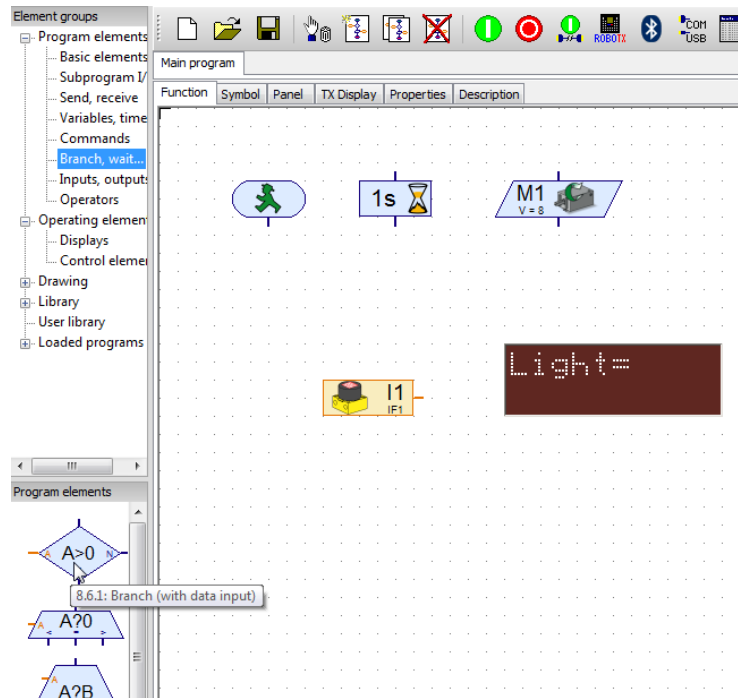 Element groups
Program elements
Basic elements
Subprogram I/
Send, receive
Variables, time
Commands
Branch, wait...
Inputs, outputs
Operators
Operating elemen
Displays
Control elemen
Drawing
Library
User library
Loaded programs
ROBOTX
COM
USB
Main program
Function Symbol Panel TX Display Properties Description
1s
M1
V = 8
I1
IF1
Light=
Program elements
A A>0 N
8.6.1: Branch (with data input)
A A?0
< = >
A
A?B